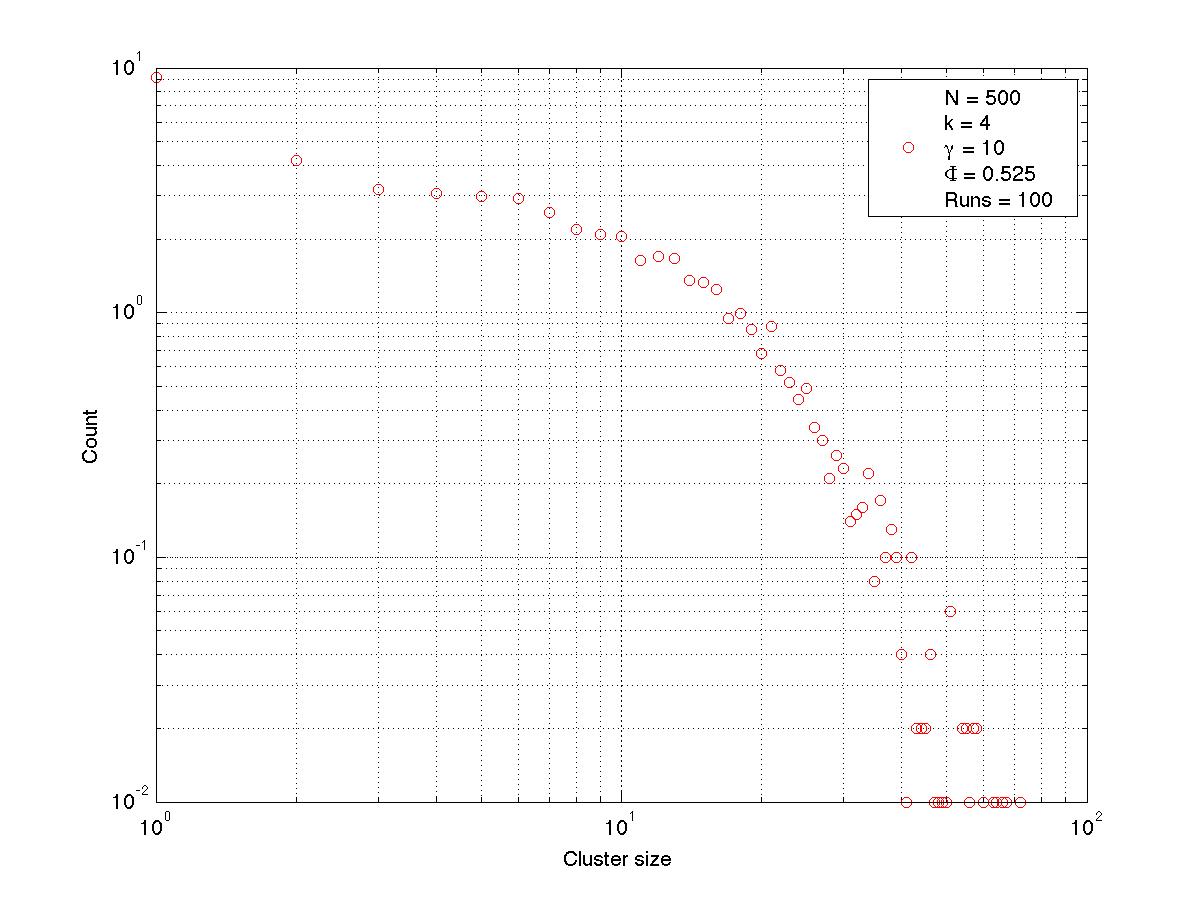 10^1
10^0
10^-1
10^-2
Count
10^0
10^1
10^2
Cluster size
N = 500
k = 4
γ = 10
Φ = 0.525
Runs = 100